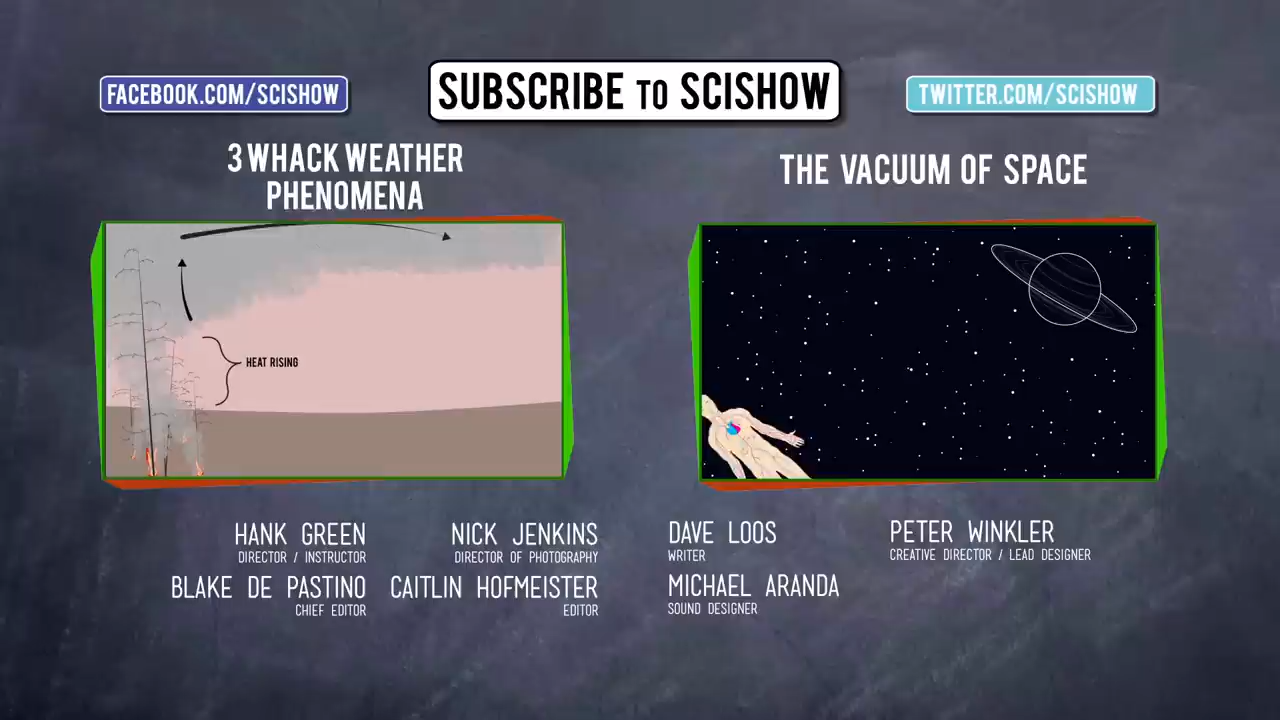 FACEBOOK.COM/SCISHOW
SUBSCRIBE TO SCISHOW
TWITTER.COM/SCISHOW
3 WHACK WEATHER
PHENOMENA
THE VACUUM OF SPACE
HEAT RISING
HANK GREEN
DIRECTOR / INSTRUCTOR
NICK JENKINS
DIRECTOR OF PHOTOGRAPHY
DAVE LOOS
WRITER
PETER WINKLER
CREATIVE DIRECTOR / LEAD DESIGNER
BLAKE DE PASTINO
CHIEF EDITOR
CAITLIN HOFMEISTER
EDITOR
MICHAEL ARANDA
SOUND DESIGNER